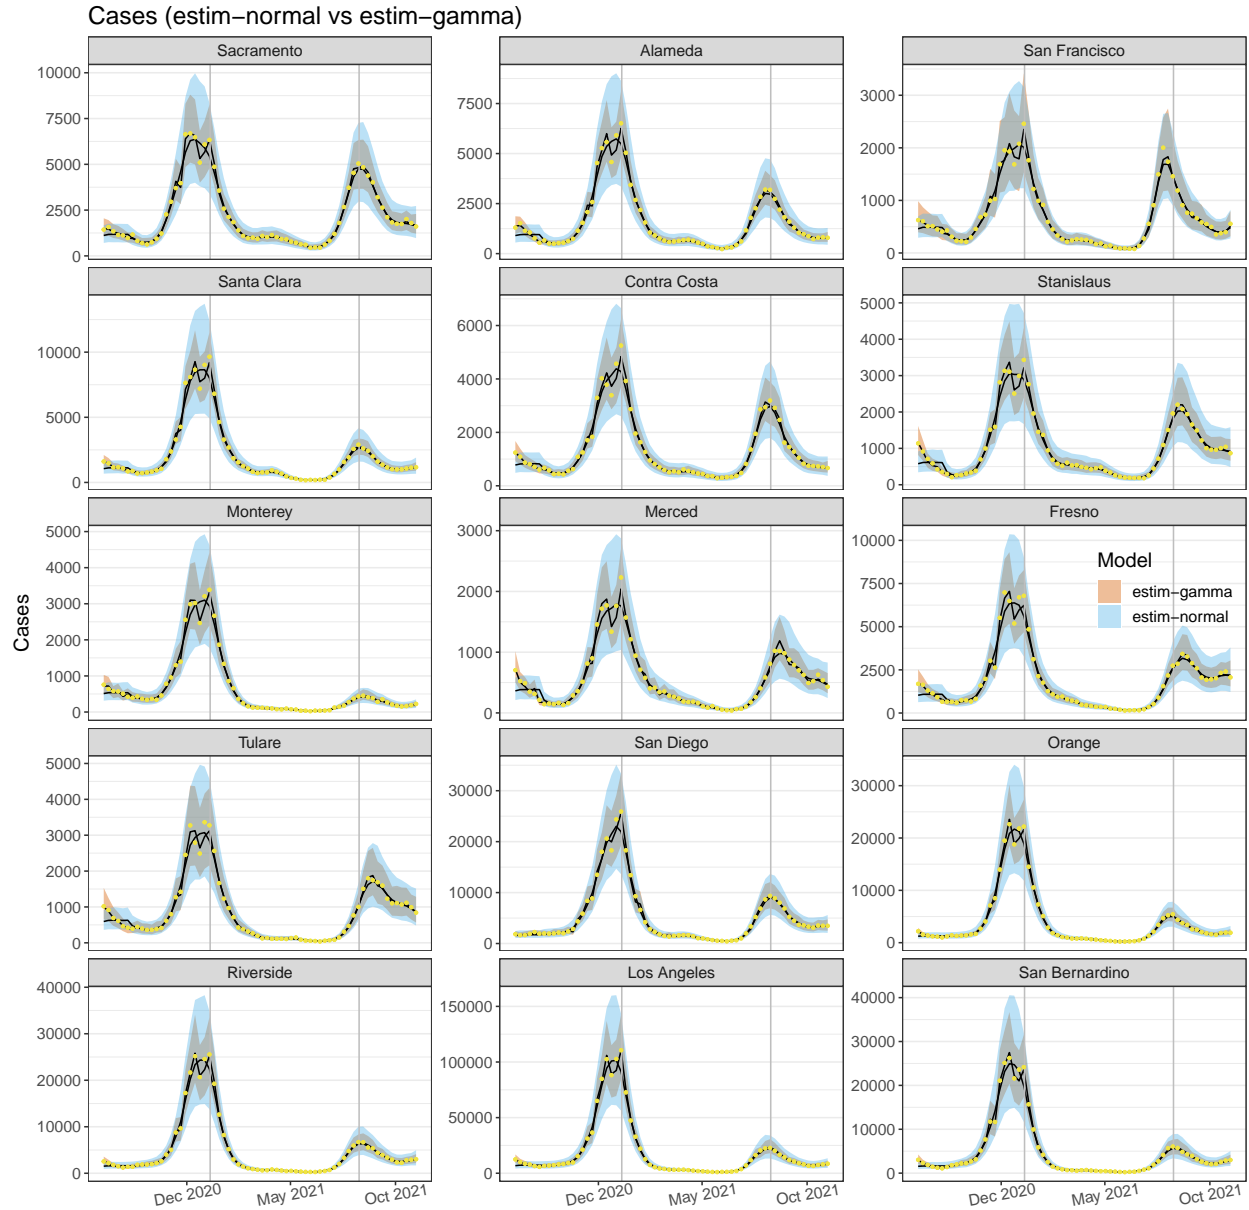 Cases (estim−normal vs estim−gamma)
Sacramento
Alameda
San Francisco
10000
7500
5000
2500
0
7500
5000
2500
0
3000
2000
1000
0
Santa Clara
Contra Costa
Stanislaus
10000
5000
0
6000
4000
2000
0
5000
4000
3000
2000
1000
0
Monterey
Merced
Fresno
5000
4000
3000
2000
1000
0
3000
2000
1000
0
10000
7500
5000
2500
0
Model
estim−gamma
estim−normal
Cases
Tulare
San Diego
Orange
5000
4000
3000
2000
1000
0
30000
20000
10000
0
30000
20000
10000
0
Riverside
Los Angeles
San Bernardino
40000
30000
20000
10000
0
150000
100000
50000
0
40000
30000
20000
10000
0
Dec 2020
May 2021
Oct 2021
Dec 2020
May 2021
Oct 2021
Dec 2020
May 2021
Oct 2021